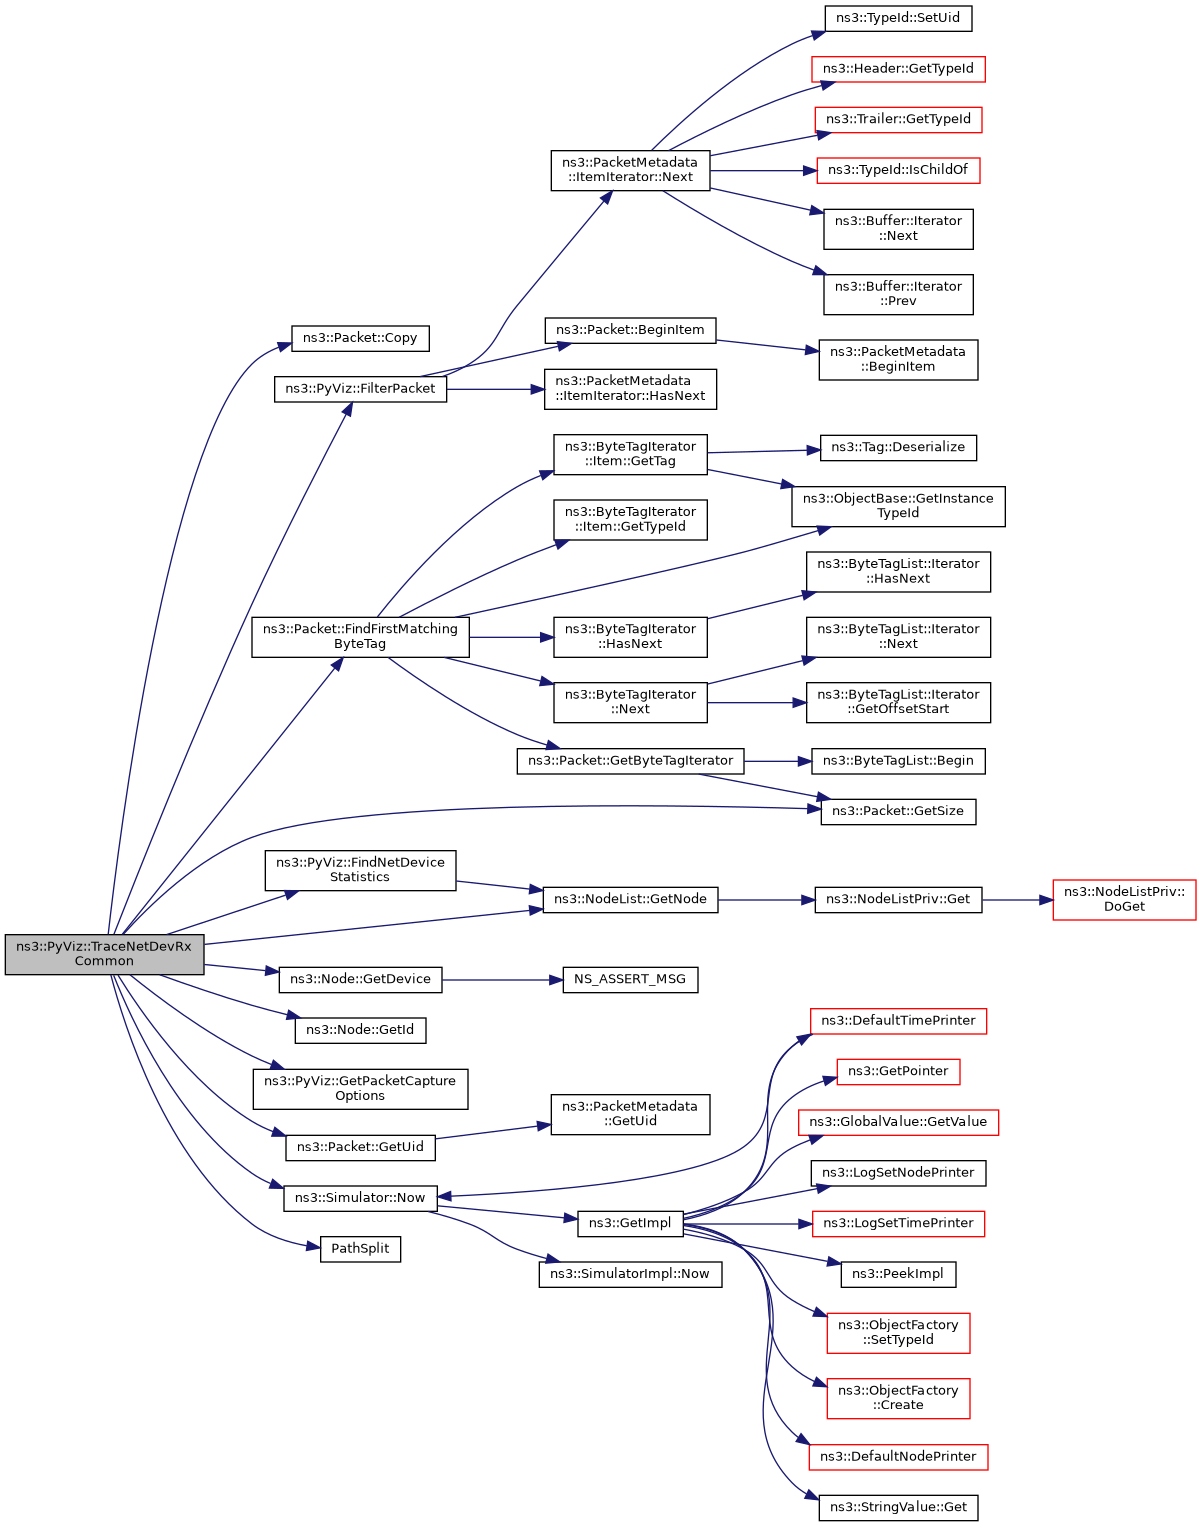 ns3::TypeId::SetUid
ns3::Header::GetTypeId
ns3::Trailer::GetTypeId
ns3::PacketMetadata
::ItemIterator::Next
ns3::TypeId::IsChildOf
ns3::Buffer::Iterator
::Next
ns3::Buffer::Iterator
::Prev
ns3::Packet::Copy
ns3::Packet::BeginItem
ns3::PacketMetadata
::BeginItem
ns3::PyViz::FilterPacket
ns3::PacketMetadata
::ItemIterator::HasNext
ns3::ByteTagIterator
::Item::GetTag
ns3::Tag::Deserialize
ns3::ObjectBase::GetInstance
TypeId
ns3::ByteTagIterator
::Item::GetTypeId
ns3::ByteTagList::Iterator
::HasNext
ns3::Packet::FindFirstMatching
ByteTag
ns3::ByteTagIterator
::HasNext
ns3::ByteTagList::Iterator
::Next
ns3::ByteTagIterator
::Next
ns3::ByteTagList::Iterator
::GetOffsetStart
ns3::Packet::GetByteTagIterator
ns3::ByteTagList::Begin
ns3::Packet::GetSize
ns3::PyViz::FindNetDevice
Statistics
ns3::NodeList::GetNode
ns3::NodeListPriv::Get
ns3::NodeListPriv::
DoGet
ns3::PyViz::TraceNetDevRx
Common
ns3::Node::GetDevice
NS_ASSERT_MSG
ns3::Node::GetId
ns3::DefaultTimePrinter
ns3::PyViz::GetPacketCapture
Options
ns3::GetPointer
ns3::PacketMetadata
::GetUid
ns3::GlobalValue::GetValue
ns3::Packet::GetUid
ns3::LogSetNodePrinter
ns3::Simulator::Now
ns3::GetImpl
ns3::LogSetTimePrinter
PathSplit
ns3::SimulatorImpl::Now
ns3::PeekImpl
ns3::ObjectFactory
::SetTypeId
ns3::ObjectFactory
::Create
ns3::DefaultNodePrinter
ns3::StringValue::Get